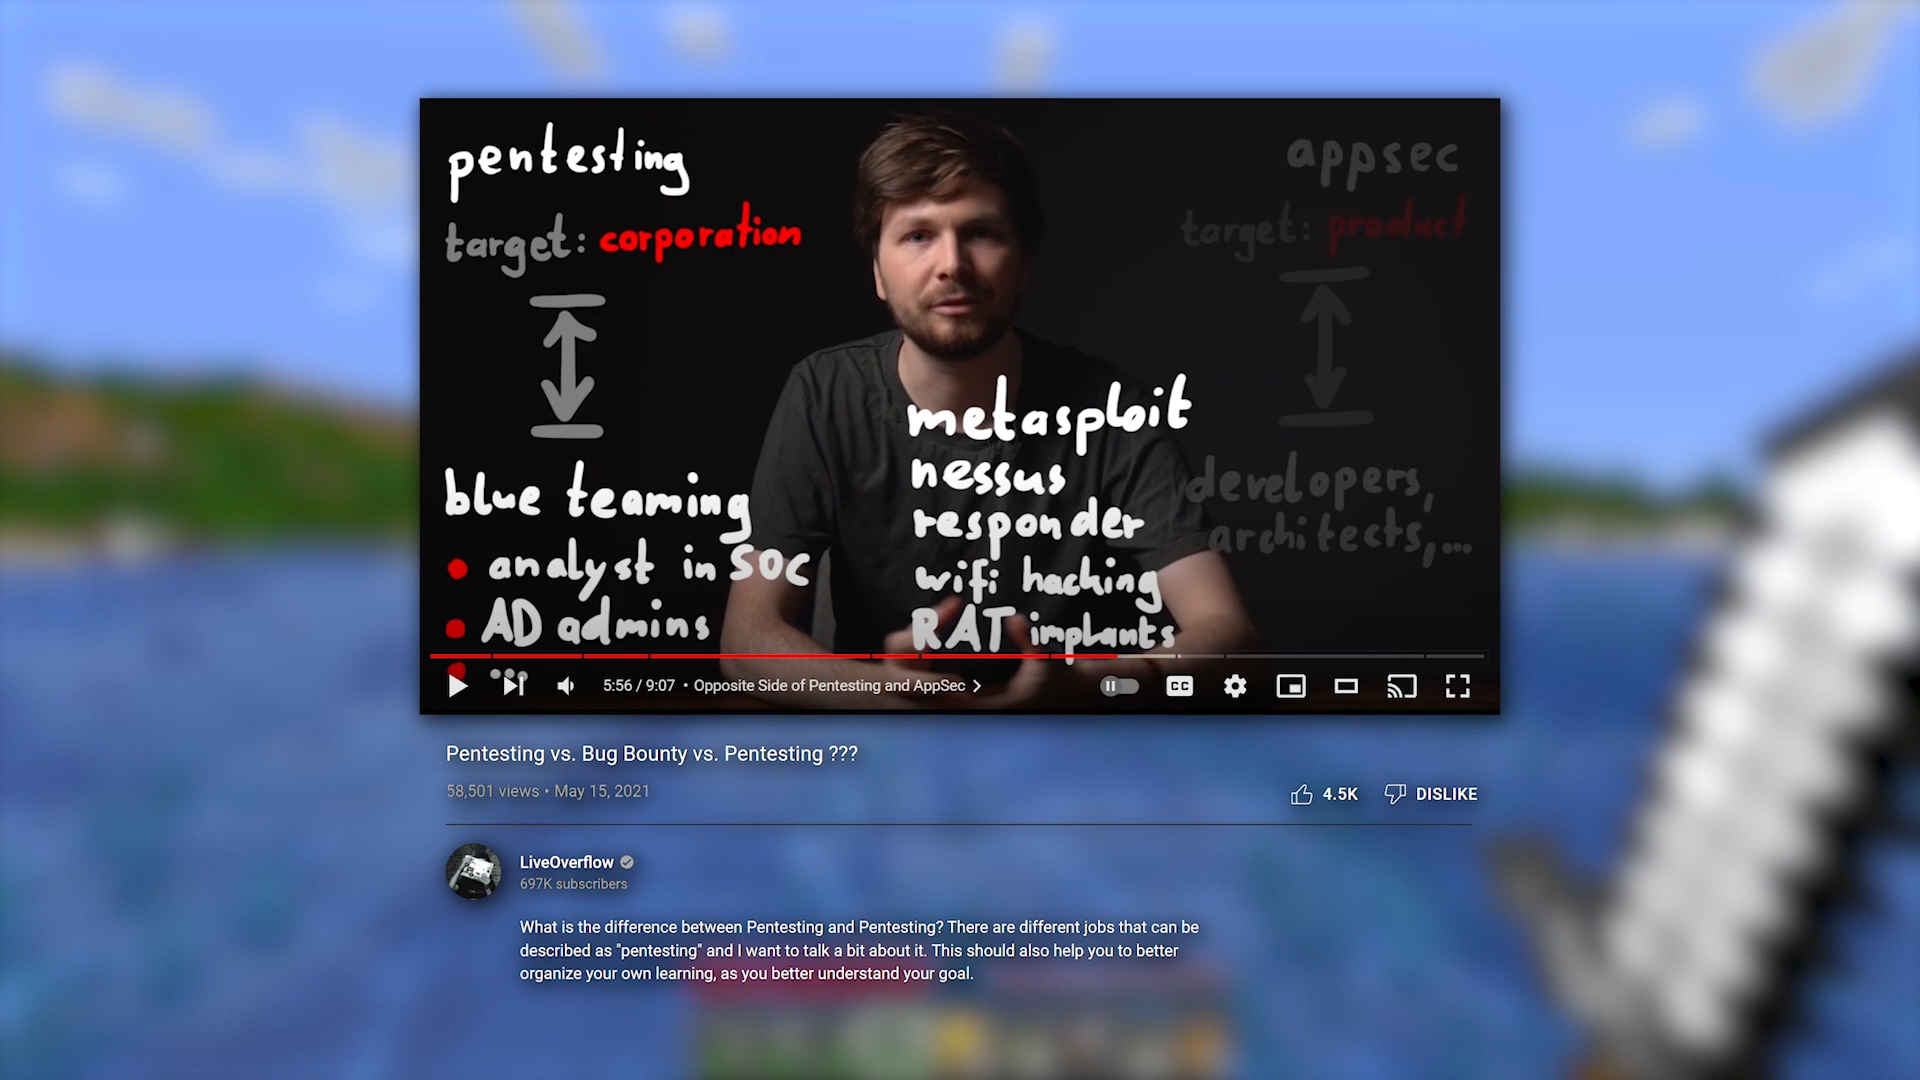 pentesting
target: corporation
blue teaming
analyst in SOC
AD admins
appsec
target: product
developers,
architects,...
metasploit
nessus
responder
wifi hacking
RAT implants
5:56 / 9:07 • Opposite Side of Pentesting and AppSec
CC
Pentesting vs. Bug Bounty vs. Pentesting ???
58,501 views • May 15, 2021
4.5K DISLIKE
LiveOverflow
697K subscribers
What is the difference between Pentesting and Pentesting? There are different jobs that can be
described as "pentesting" and I want to talk a bit about it. This should also help you to better
organize your own learning, as you better understand your goal.